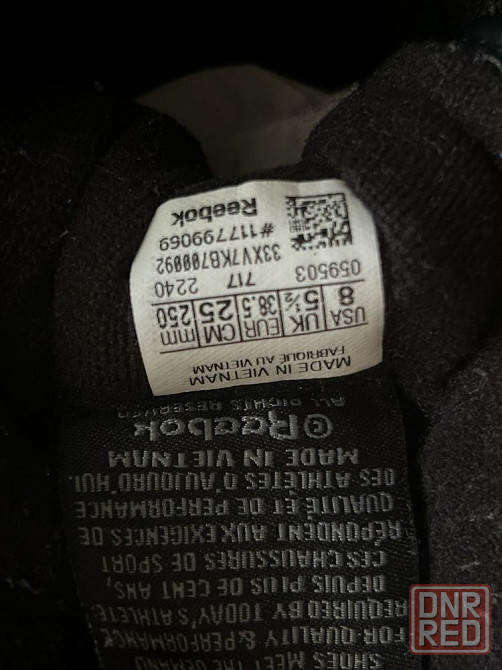 SHOES MEET THE DEMAND
FOR QUALITY & PERFORMANCE
REQUIRED BY TODAY'S ATHLETE
DEPUIS PLUS DE CENT ANS,
CES CHAUSSURES DE SPORT
RÉPONDENT AUX EXIGENCES DE
QUALITÉ ET DE PERFORMANCE
DES ATHLÈTES D'AUJOURD'HUI.
MADE IN VIETNAM
©Reebok
ALL RIGHTS RESERVED
MADE IN VIETNAM
FABRIQUE AU VIETNAM
USA UK EUR CM mm
8 5½ 38.5 25 250
059503 717 2240
33XV7KB700092
#117799069
Reebok
DNR
RED